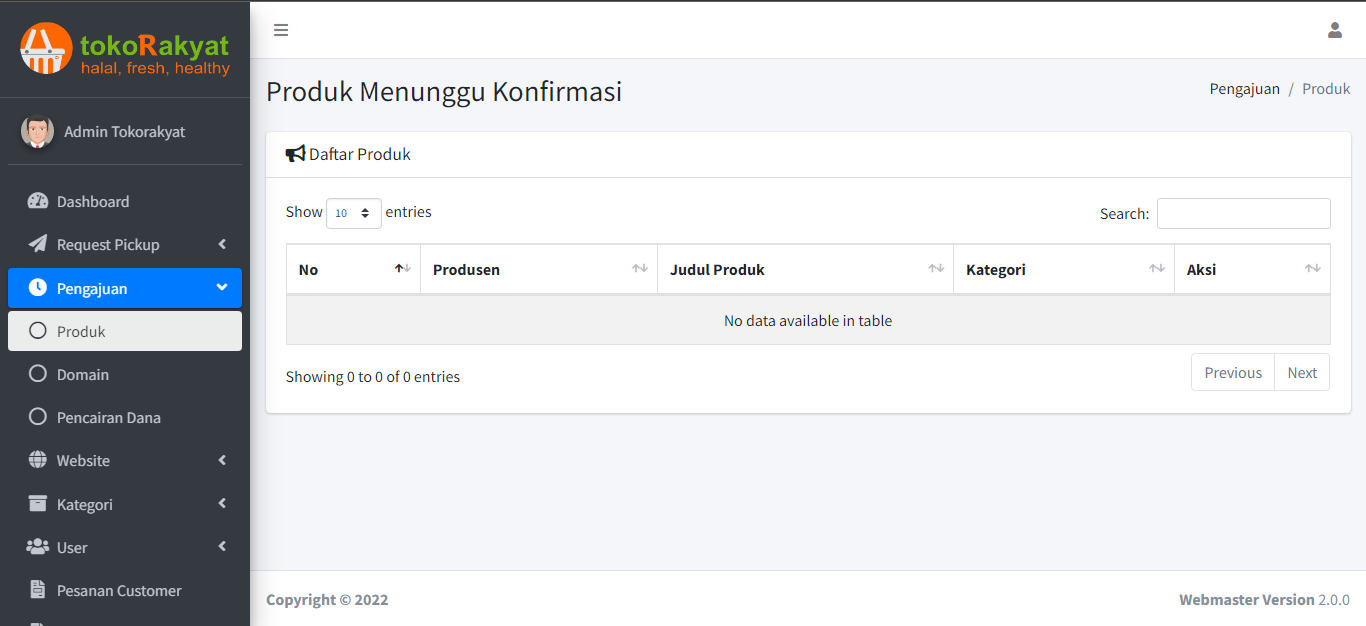 tokoRakyat
halal, fresh, healthy
Admin Tokorakyat
Dashboard
Request Pickup
Pengajuan
Produk
Domain
Pencairan Dana
Website
Kategori
User
Pesanan Customer
Produk Menunggu Konfirmasi
Pengajuan / Produk
Daftar Produk
Show 10 entries
Search:
No Produsen Judul Produk Kategori Aksi
No data available in table
Showing 0 to 0 of 0 entries
Previous Next
Copyright © 2022
Webmaster Version 2.0.0